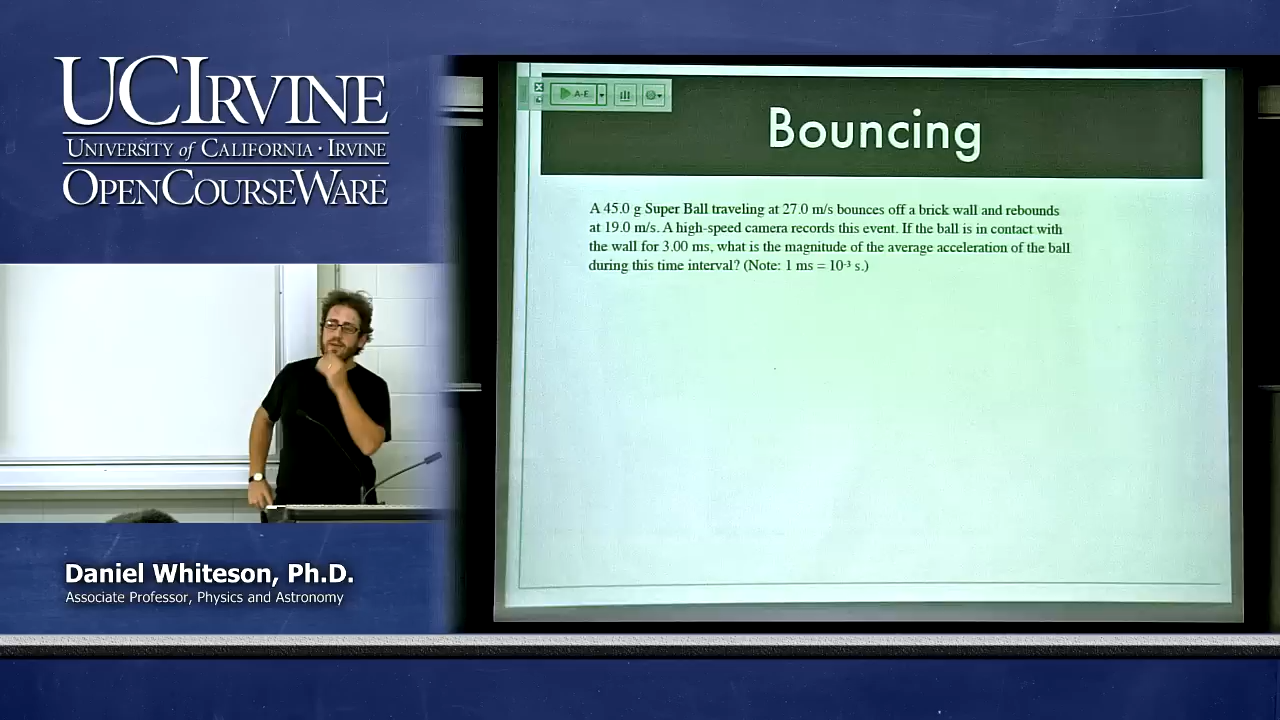 UCIRVINE
UNIVERSITY of CALIFORNIA · IRVINE
OPENCOURSEWARE
A-E
Bouncing
A 45.0 g Super Ball traveling at 27.0 m/s bounces off a brick wall and rebounds
at 19.0 m/s. A high-speed camera records this event. If the ball is in contact with
the wall for 3.00 ms, what is the magnitude of the average acceleration of the ball
during this time interval? (Note: 1 ms = 10⁻³ s.)
Daniel Whiteson, Ph.D.
Associate Professor, Physics and Astronomy